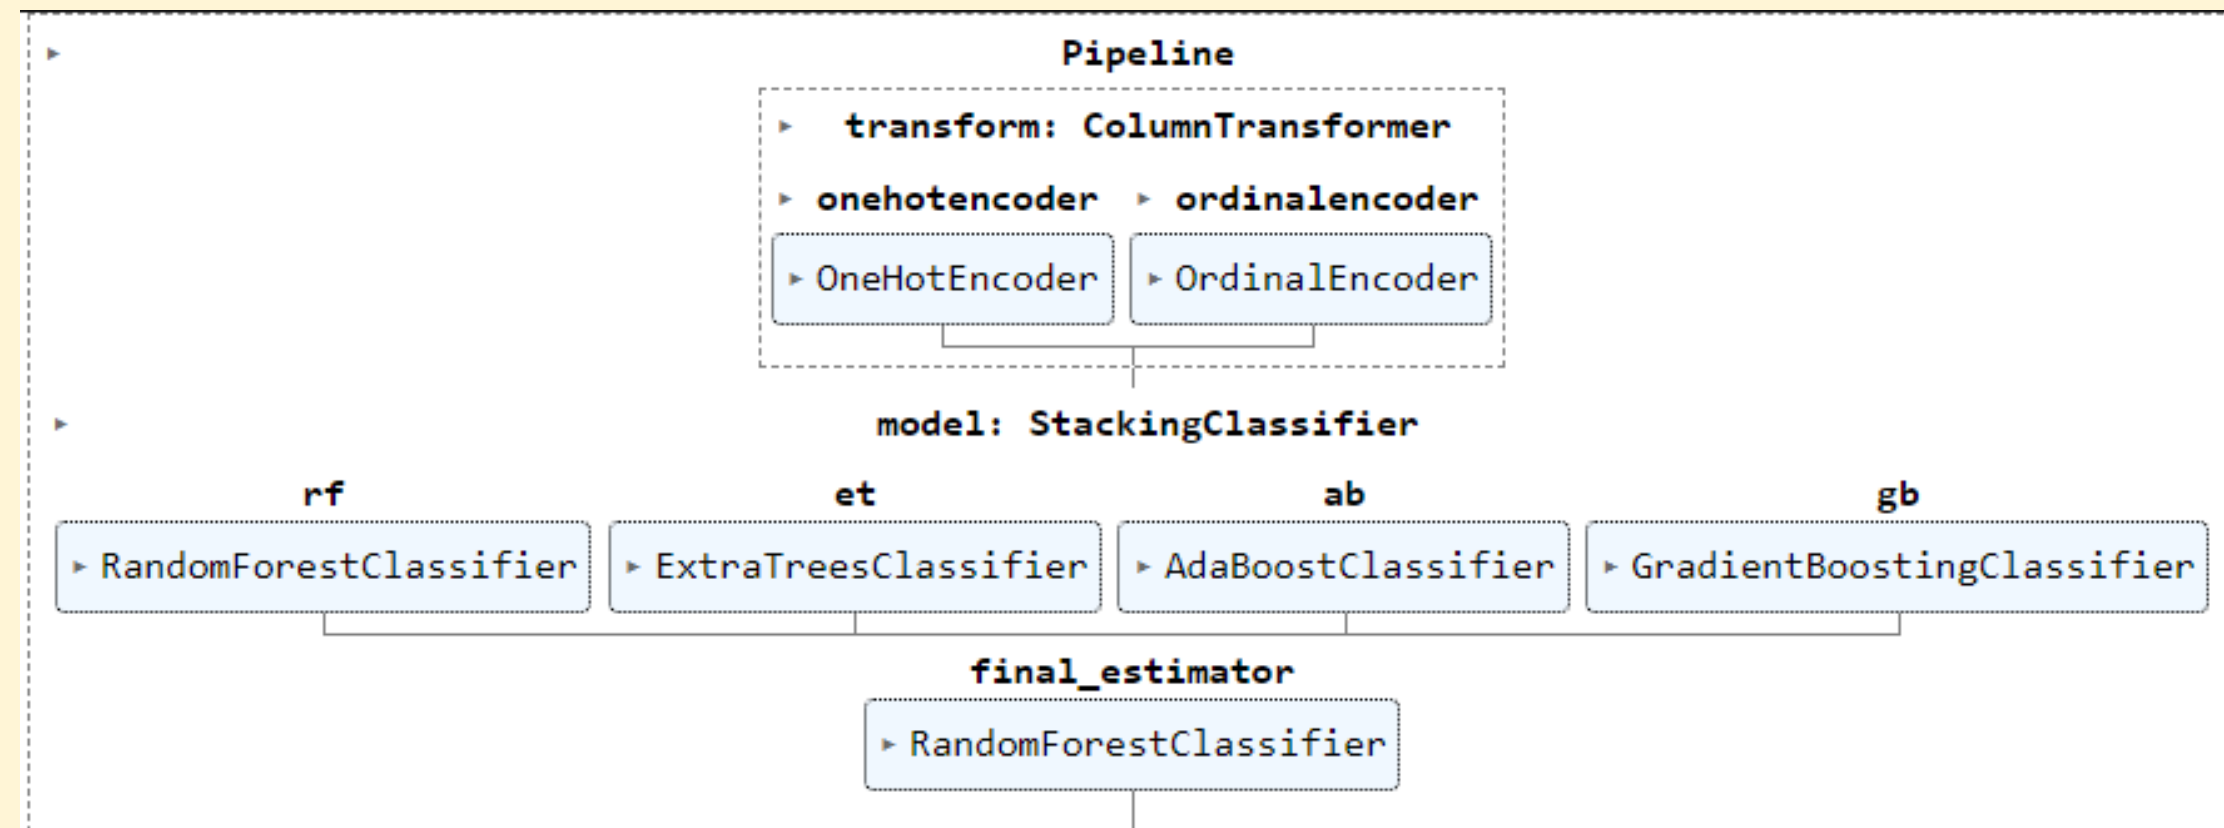 Pipeline
transform: ColumnTransformer
onehotencoder ordinalencoder
OneHotEncoder OrdinalEncoder
model: StackingClassifier
rf et ab gb
RandomForestClassifier ExtraTreesClassifier AdaBoostClassifier GradientBoostingClassifier
final_estimator
RandomForestClassifier